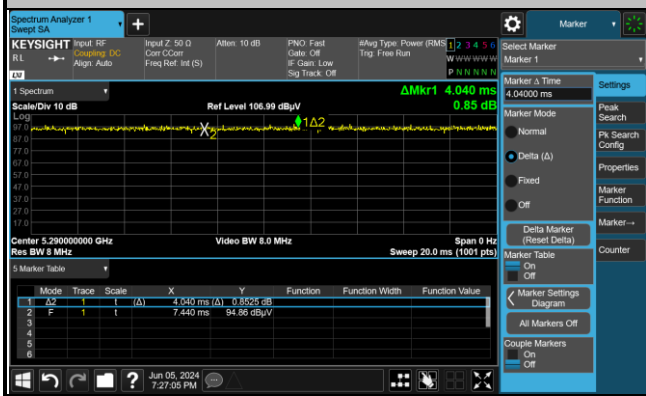 Spectrum Analyzer 1
Swept SA
Marker
KEYSIGHT
RL
LXI
Input: RF
Coupling: DC
Align: Auto
Input Z: 50 Ω
Corr CCorr
Freq Ref: Int (S)
Atten: 10 dB
PNO: Fast
Gate: Off
IF Gain: Low
Sig Track: Off
#Avg Type: Power (RMS
Trig: Free Run
1 2 3 4 5 6
W W W W W W
P N N N N N
Select Marker
Marker 1
1 Spectrum
ΔMkr1 4.040 ms
Scale/Div 10 dB
Ref Level 106.99 dBµV
0.85 dB
Log
97.0
87.0
77.0
67.0
57.0
47.0
37.0
27.0
17.0
X2
1Δ2
Center 5.290000000 GHz
Video BW 8.0 MHz
Span 0 Hz
Res BW 8 MHz
Sweep 20.0 ms (1001 pts)
5 Marker Table
Mode Trace Scale X Y Function Function Width Function Value
1 Δ2 1 t (Δ) 4.040 ms (Δ) 0.8525 dB
2 F 1 t 7.440 ms 94.86 dBµV
3
4
5
6
Marker Δ Time
4.04000 ms
Marker Mode
Normal
Delta (Δ)
Fixed
Off
Delta Marker
(Reset Delta)
Marker Table
On
Off
Marker Settings
Diagram
All Markers Off
Couple Markers
On
Off
Settings
Peak
Search
Pk Search
Config
Properties
Marker
Function
Marker→
Counter
?
Jun 05, 2024
7:27:05 PM